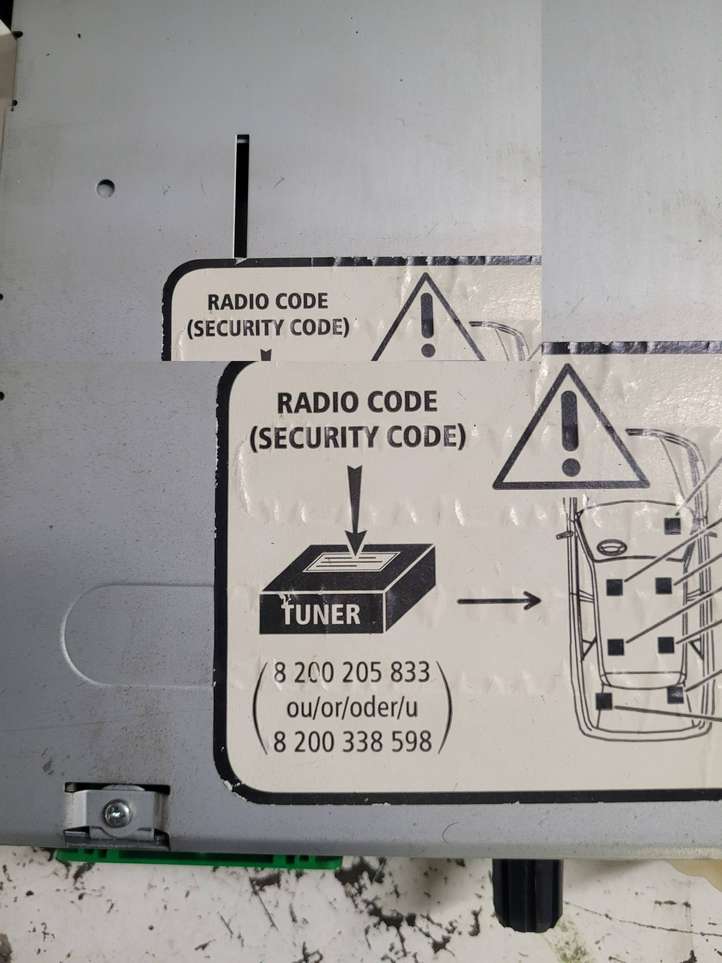 RADIO CODE
(SECURITY CODE)
RADIO CODE
(SECURITY CODE)
TUNER
8 200 205 833
ou/or/oder/u
8 200 338 598